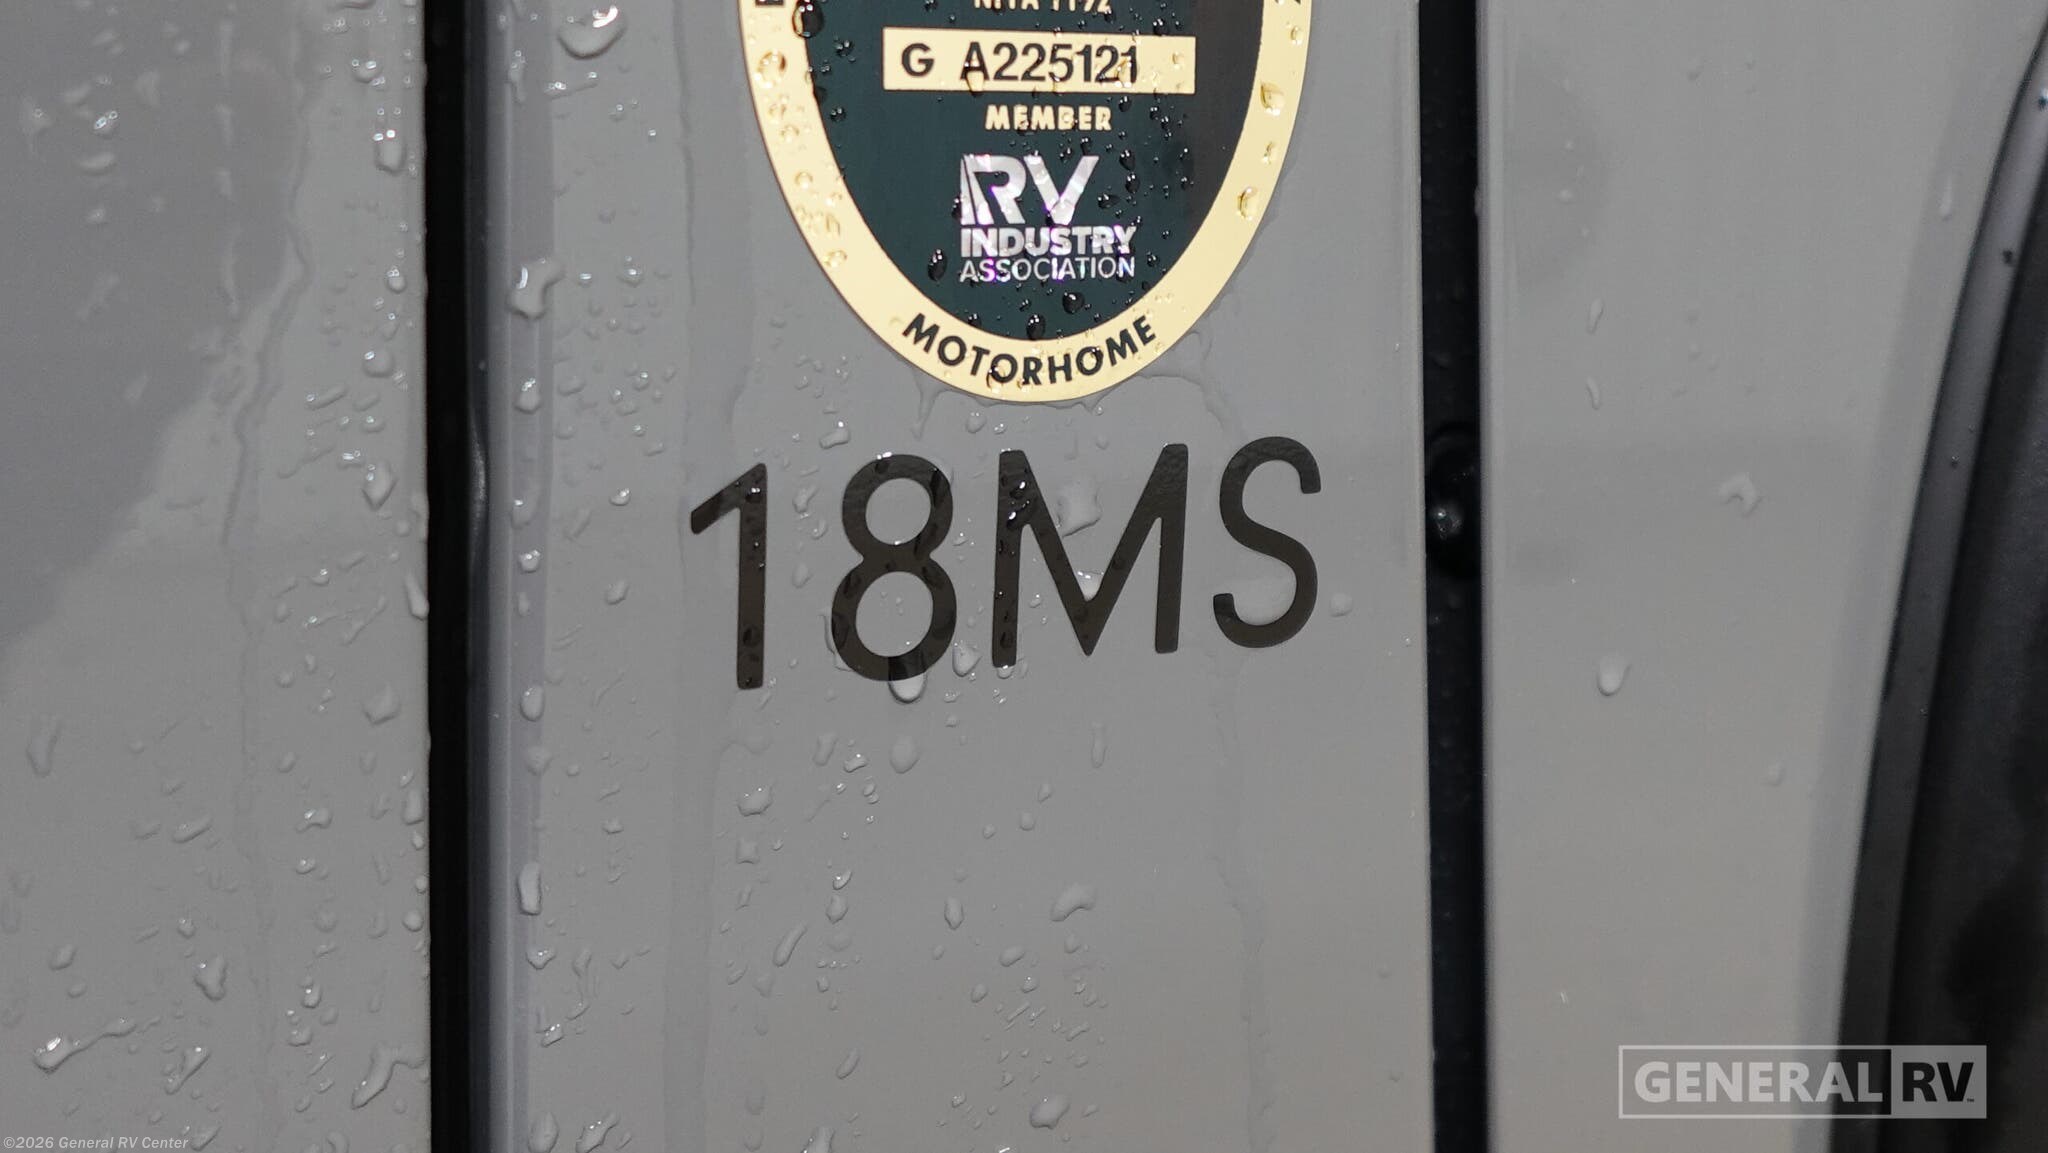 NFPA 1192
G A225121
MEMBER
RV
INDUSTRY
ASSOCIATION
MOTORHOME
18MS
GENERAL RV
©2026 General RV Center